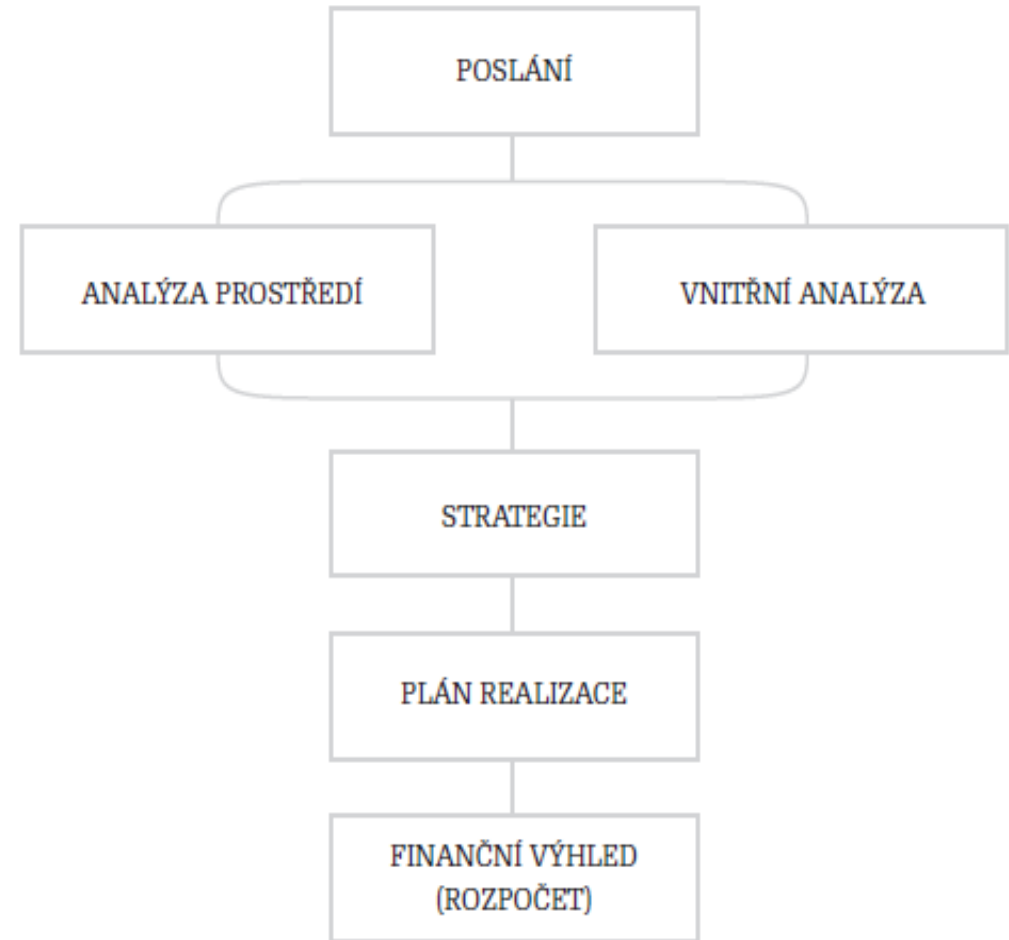 POSLÁNÍ
ANALÝZA PROSTŘEDÍ
VNITŘNÍ ANALÝZA
STRATEGIE
PLÁN REALIZACE
FINANČNÍ VÝHLED
(ROZPOČET)